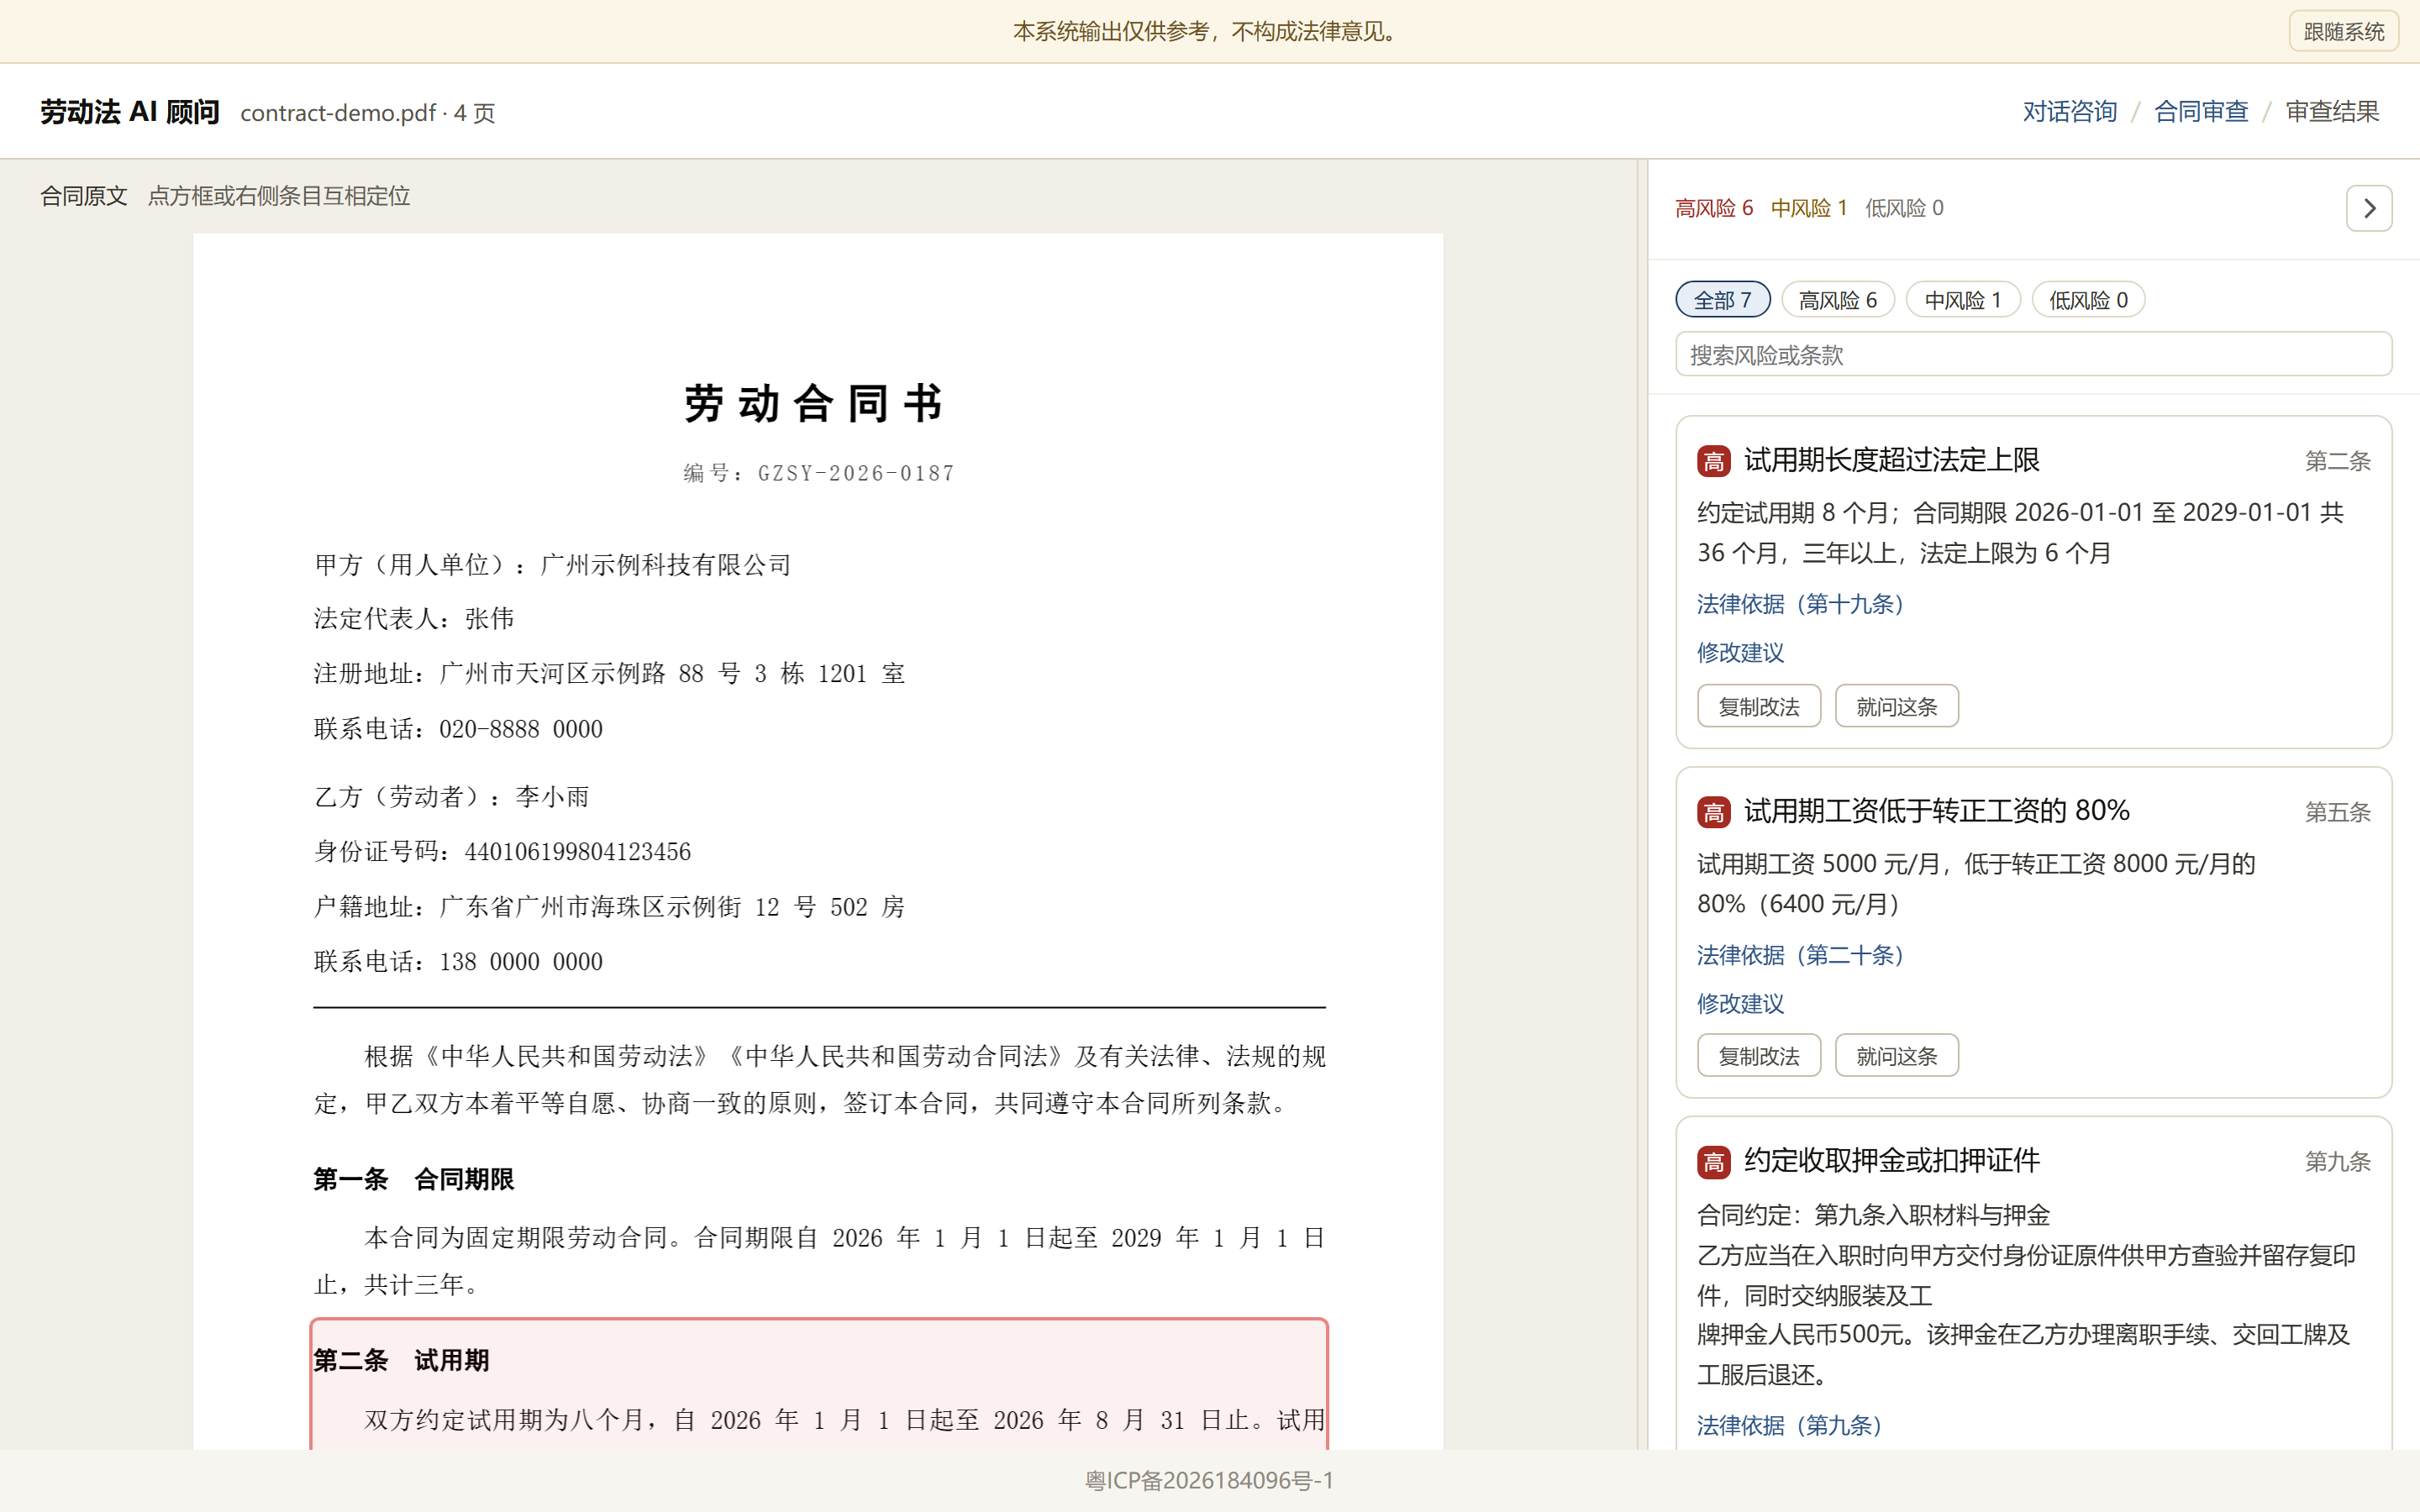 本系统输出仅供参考，不构成法律意见。
跟随系统
劳动法 AI 顾问 contract-demo.pdf · 4 页
对话咨询 / 合同审查 / 审查结果
合同原文 点方框或右侧条目互相定位
劳动合同书
编号：GZSY-2026-0187
甲方（用人单位）：广州示例科技有限公司
法定代表人：张伟
注册地址：广州市天河区示例路 88 号 3 栋 1201 室
联系电话：020-8888 0000
乙方（劳动者）：李小雨
身份证号码：440106199804123456
户籍地址：广东省广州市海珠区示例街 12 号 502 房
联系电话：138 0000 0000
根据《中华人民共和国劳动法》《中华人民共和国劳动合同法》及有关法律、法规的规
定，甲乙双方本着平等自愿、协商一致的原则，签订本合同，共同遵守本合同所列条款。
第一条 合同期限
本合同为固定期限劳动合同。合同期限自 2026 年 1 月 1 日起至 2029 年 1 月 1 日
止，共计三年。
第二条 试用期
双方约定试用期为八个月，自 2026 年 1 月 1 日起至 2026 年 8 月 31 日止。试用
高风险 6 中风险 1 低风险 0
全部 7 高风险 6 中风险 1 低风险 0
搜索风险或条款
高 试用期长度超过法定上限 第二条
约定试用期 8 个月；合同期限 2026-01-01 至 2029-01-01 共
36 个月，三年以上，法定上限为 6 个月
法律依据（第十九条）
修改建议
复制改法 就问这条
高 试用期工资低于转正工资的 80% 第五条
试用期工资 5000 元/月，低于转正工资 8000 元/月的
80%（6400 元/月）
法律依据（第二十条）
修改建议
复制改法 就问这条
高 约定收取押金或扣押证件 第九条
合同约定：第九条入职材料与押金
乙方应当在入职时向甲方交付身份证原件供甲方查验并留存复印
件，同时交纳服装及工
牌押金人民币500元。该押金在乙方办理离职手续、交回工牌及
工服后退还。
法律依据（第九条）
粤ICP备2026184096号-1